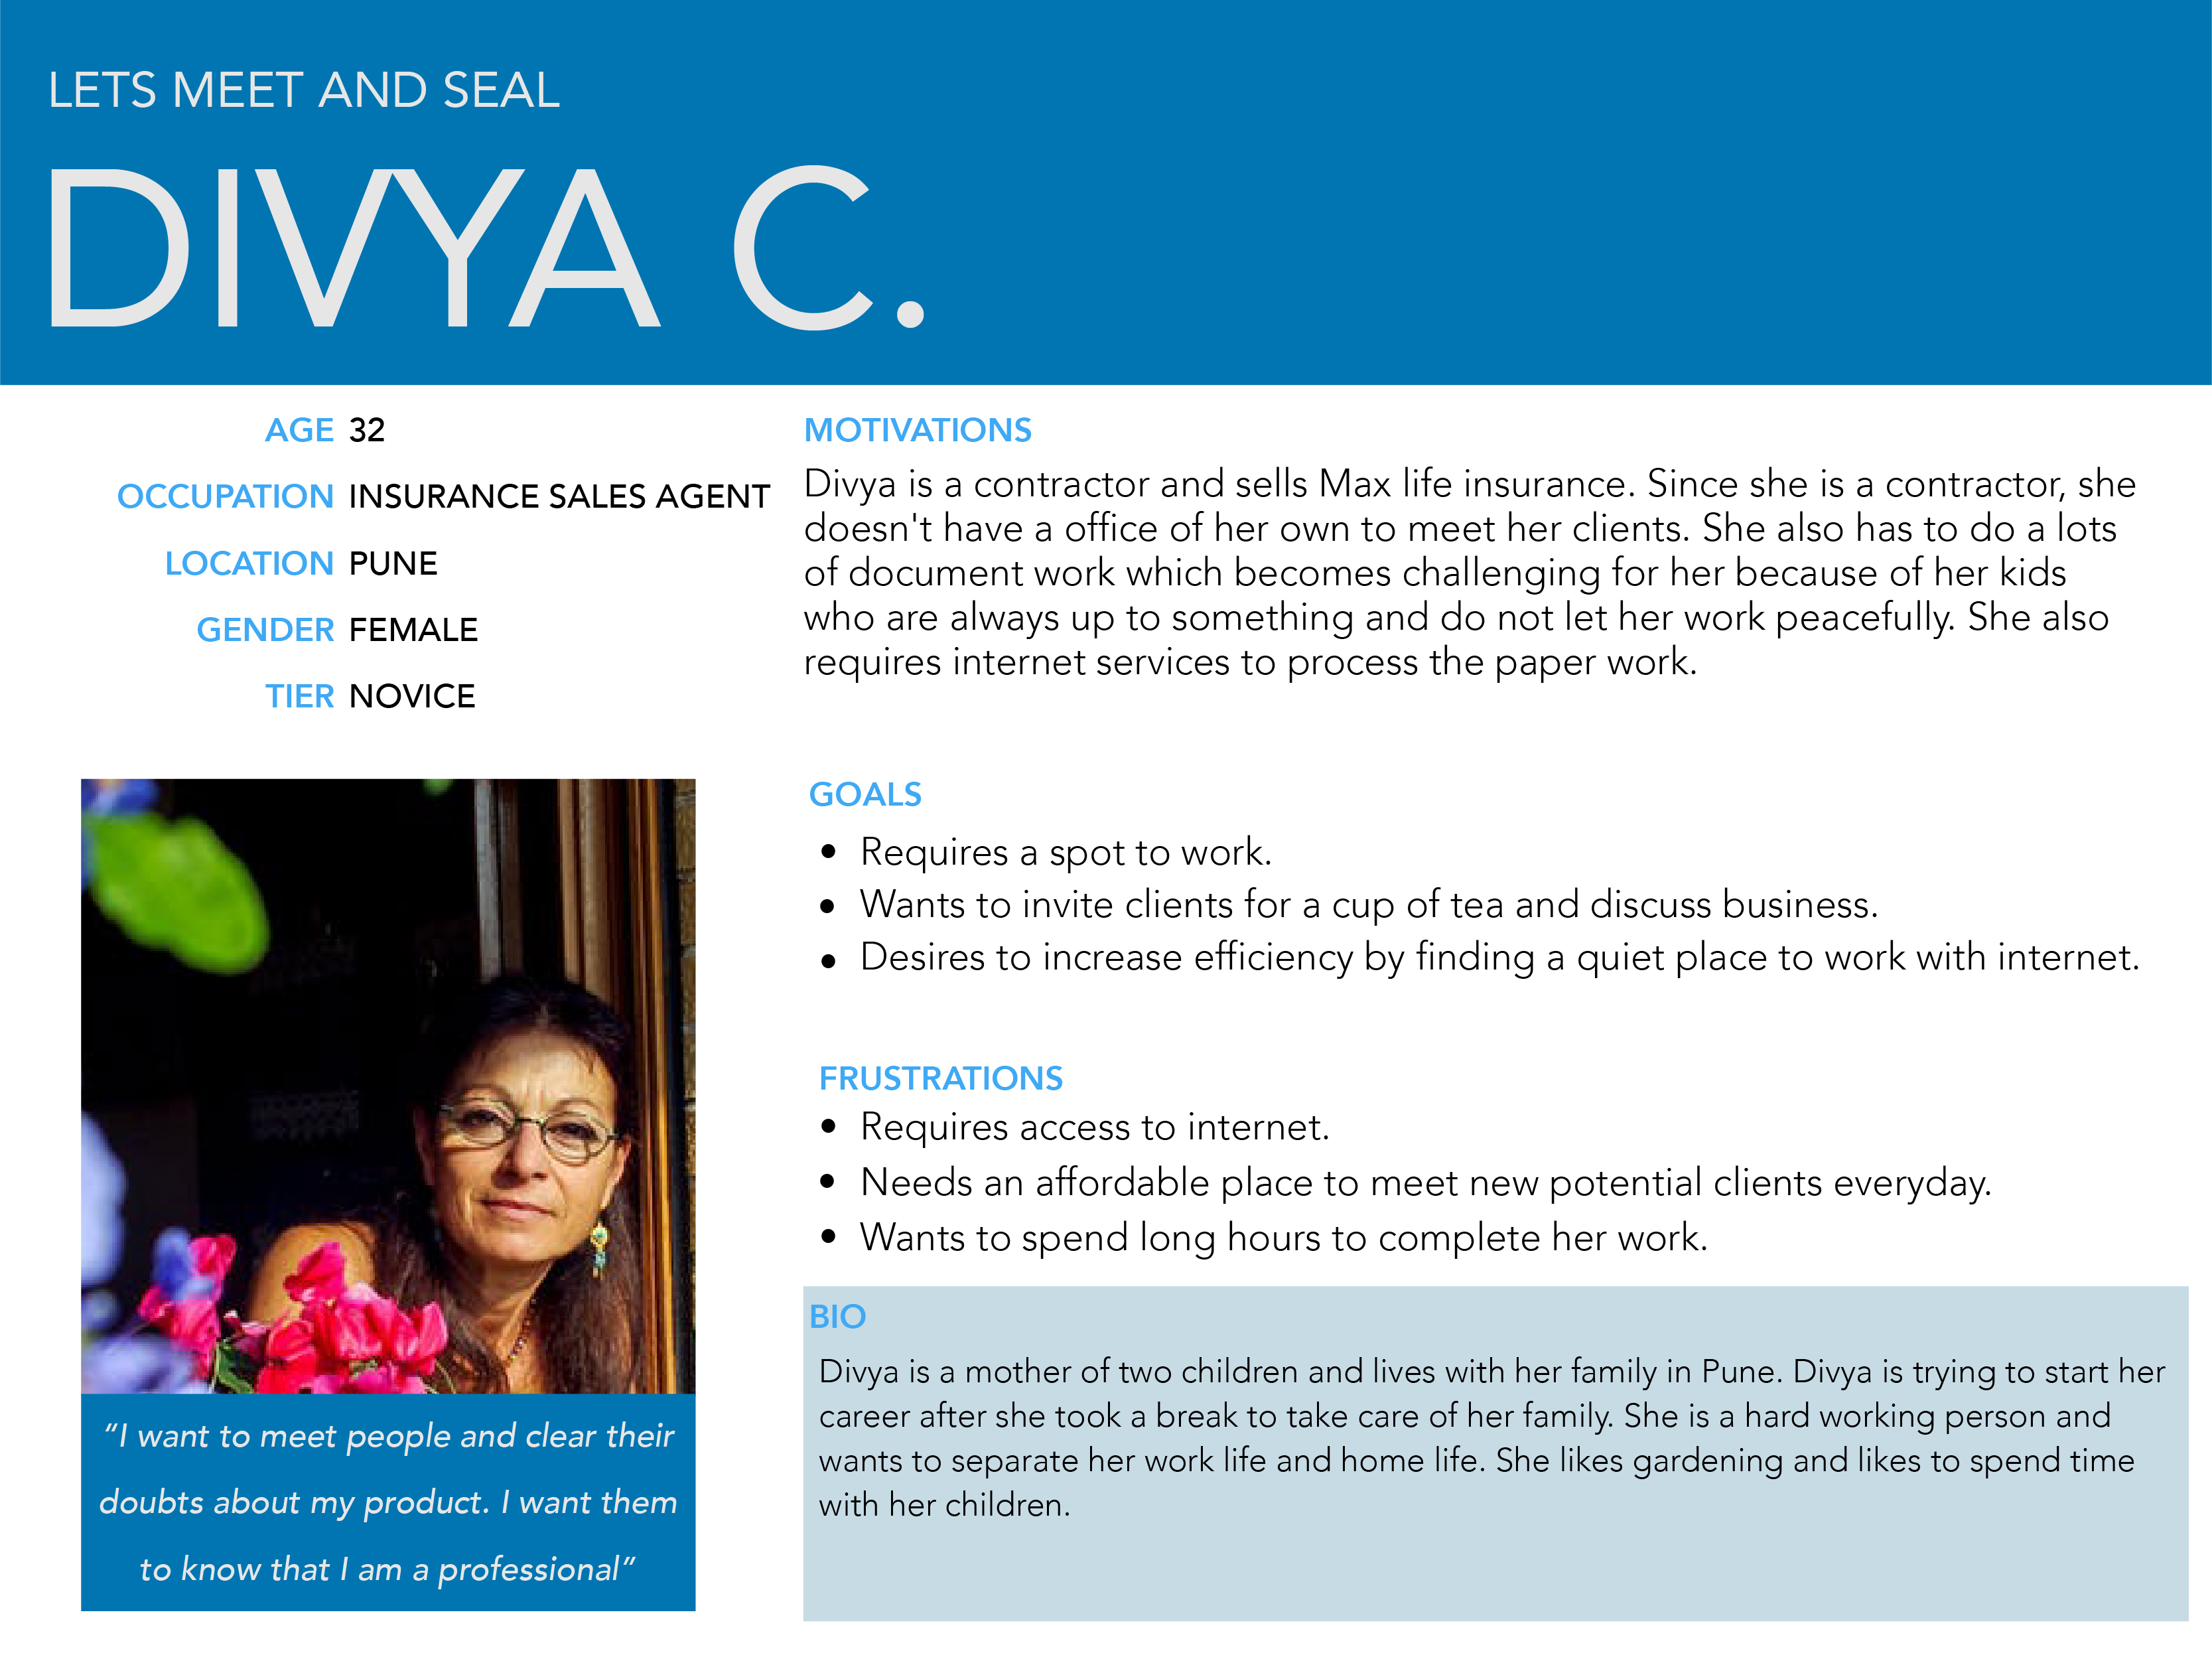 LETS MEET AND SEAL
DIVYA C.
AGE 32
OCCUPATION INSURANCE SALES AGENT
LOCATION PUNE
GENDER FEMALE
TIER NOVICE
“I want to meet people and clear their
doubts about my product. I want them
to know that I am a professional”
MOTIVATIONS
Divya is a contractor and sells Max life insurance. Since she is a contractor, she
doesn't have a office of her own to meet her clients. She also has to do a lots
of document work which becomes challenging for her because of her kids
who are always up to something and do not let her work peacefully. She also
requires internet services to process the paper work.
GOALS
• Requires a spot to work.
• Wants to invite clients for a cup of tea and discuss business.
• Desires to increase efficiency by finding a quiet place to work with internet.
FRUSTRATIONS
• Requires access to internet.
• Needs an affordable place to meet new potential clients everyday.
• Wants to spend long hours to complete her work.
BIO
Divya is a mother of two children and lives with her family in Pune. Divya is trying to start her
career after she took a break to take care of her family. She is a hard working person and
wants to separate her work life and home life. She likes gardening and likes to spend time
with her children.